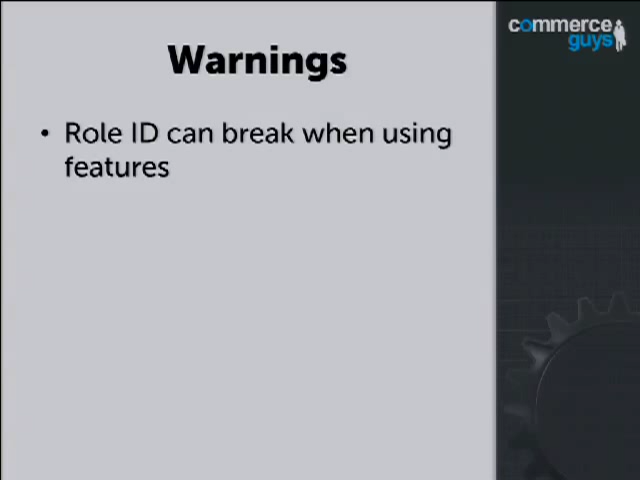 commerce
guys
Warnings
• Role ID can break when using
features